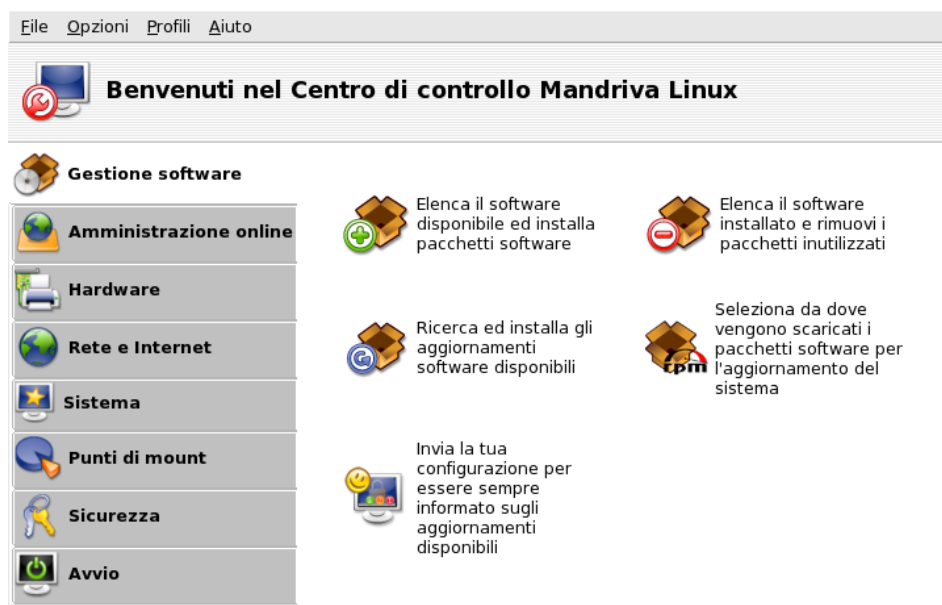 File Opzioni Profili Aiuto
Benvenuti nel Centro di controllo Mandriva Linux
Gestione software
Amministrazione online
Hardware
Rete e Internet
Sistema
Punti di mount
Sicurezza
Avvio
Elenca il software
disponibile ed installa
pacchetti software
Elenca il software
installato e rimuovi i
pacchetti inutilizzati
Ricerca ed installa gli
aggiornamenti
software disponibili
Seleziona da dove
vengono scaricati i
pacchetti software per
l'aggiornamento del
sistema
rpm
Invia la tua
configurazione per
essere sempre
informato sugli
aggiornamenti
disponibili